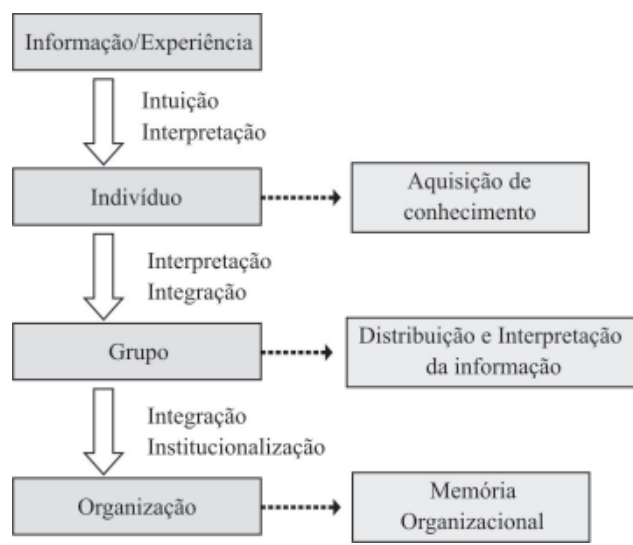 Informação/Experiência
Intuição
Interpretação
Indivíduo
Aquisição de
conhecimento
Interpretação
Integração
Grupo
Distribuição e Interpretação
da informação
Integração
Institucionalização
Organização
Memória
Organizacional